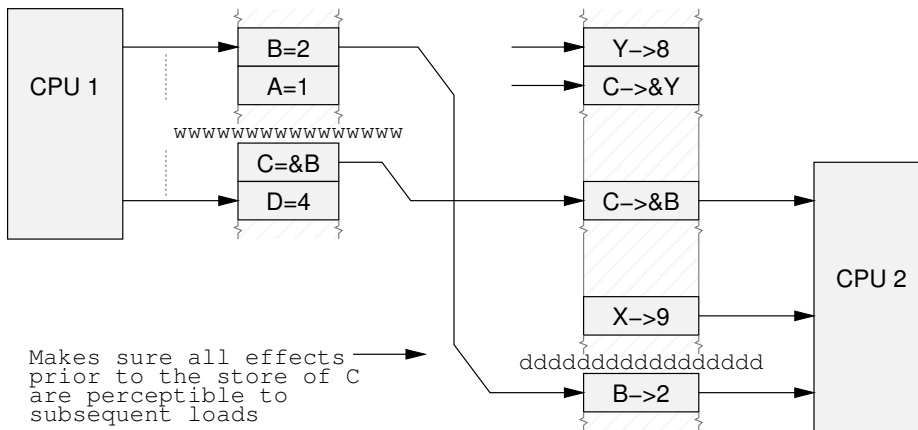 CPU 1
B=2
A=1
wwwwwwwwwwwwwwww
C=&B
D=4
Y->8
C->&Y
C->&B
X->9
ddddddddddddddddd
B->2
CPU 2
Makes sure all effects
prior to the store of C
are perceptible to
subsequent loads